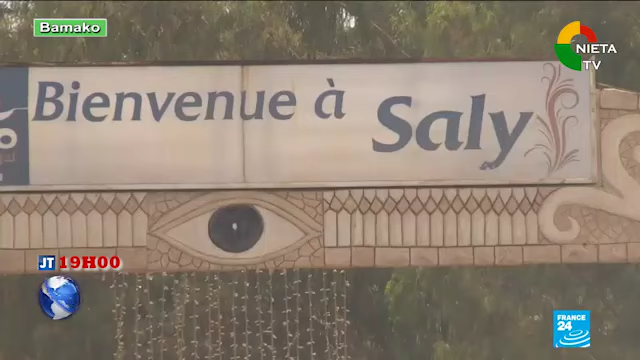 Bamako
NIETA
TV
Bienvenue à Saly
JT 19H00
FRANCE
24